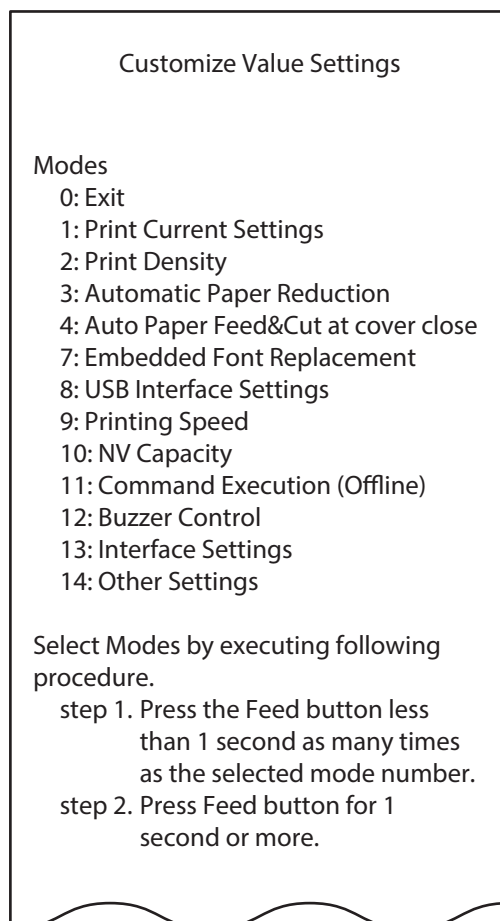 Customize Value Settings
Modes
0: Exit
1: Print Current Settings
2: Print Density
3: Automatic Paper Reduction
4: Auto Paper Feed&Cut at cover close
7: Embedded Font Replacement
8: USB Interface Settings
9: Printing Speed
10: NV Capacity
11: Command Execution (Offline)
12: Buzzer Control
13: Interface Settings
14: Other Settings
Select Modes by executing following
procedure.
step 1. Press the Feed button less
than 1 second as many times
as the selected mode number.
step 2. Press Feed button for 1
second or more.